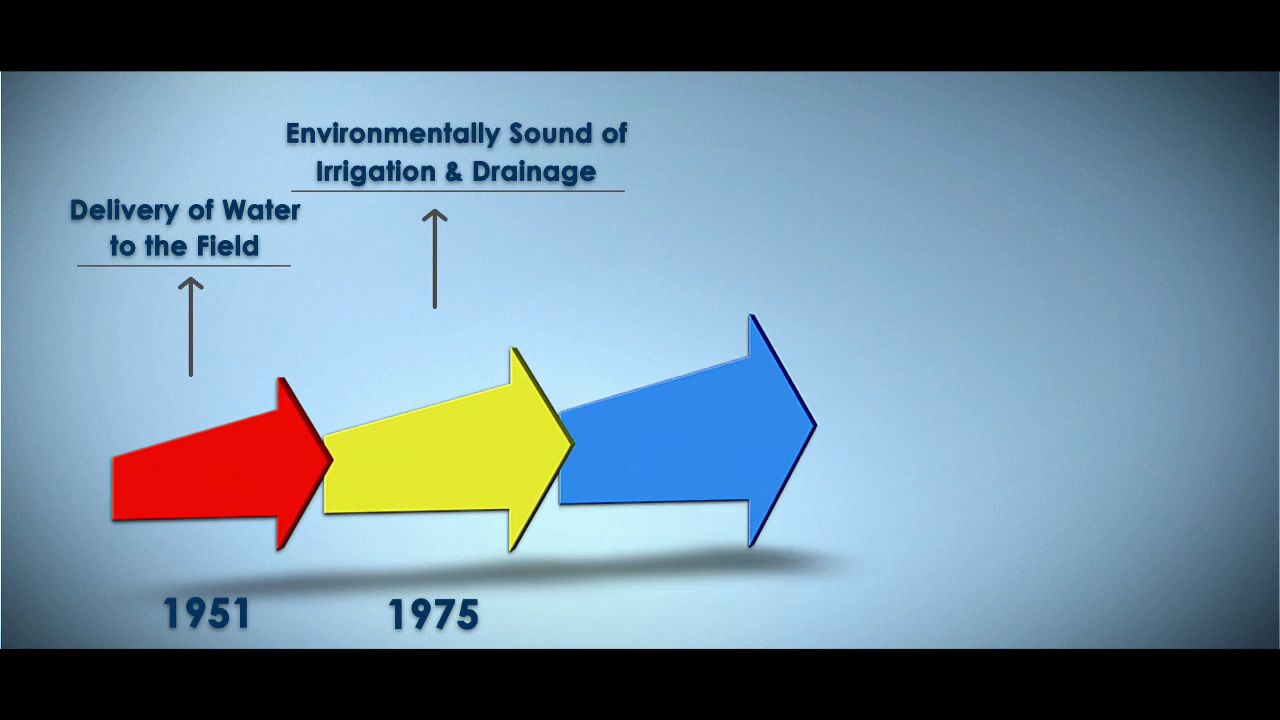 Environmentally Sound of
Irrigation & Drainage
Delivery of Water
to the Field
1951
1975